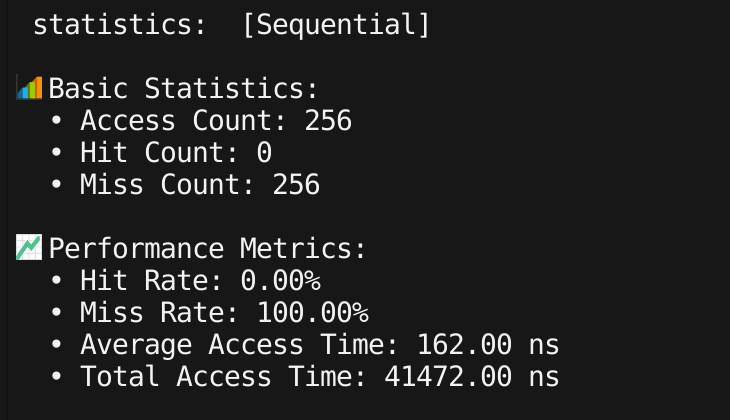 statistics:  [Sequential]
📊 Basic Statistics:
• Access Count: 256
• Hit Count: 0
• Miss Count: 256
📈 Performance Metrics:
• Hit Rate: 0.00%
• Miss Rate: 100.00%
• Average Access Time: 162.00 ns
• Total Access Time: 41472.00 ns